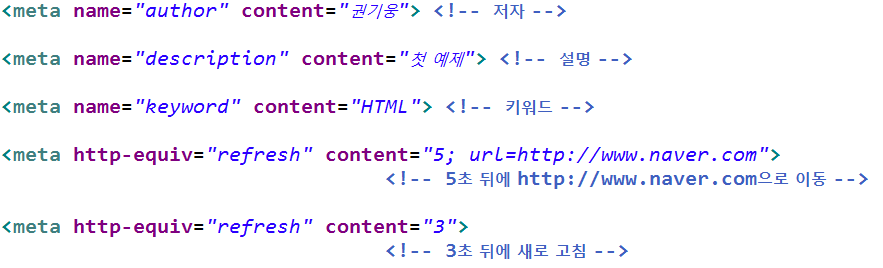 <meta name="author" content="권기웅"> <!-- 저자 -->
<meta name="description" content="첫 예제"> <!-- 설명 -->
<meta name="keyword" content="HTML"> <!-- 키워드 -->
<meta http-equiv="refresh" content="5; url=http://www.naver.com">
<!-- 5초 뒤에 http://www.naver.com으로 이동 -->
<meta http-equiv="refresh" content="3">
<!-- 3초 뒤에 새로 고침 -->